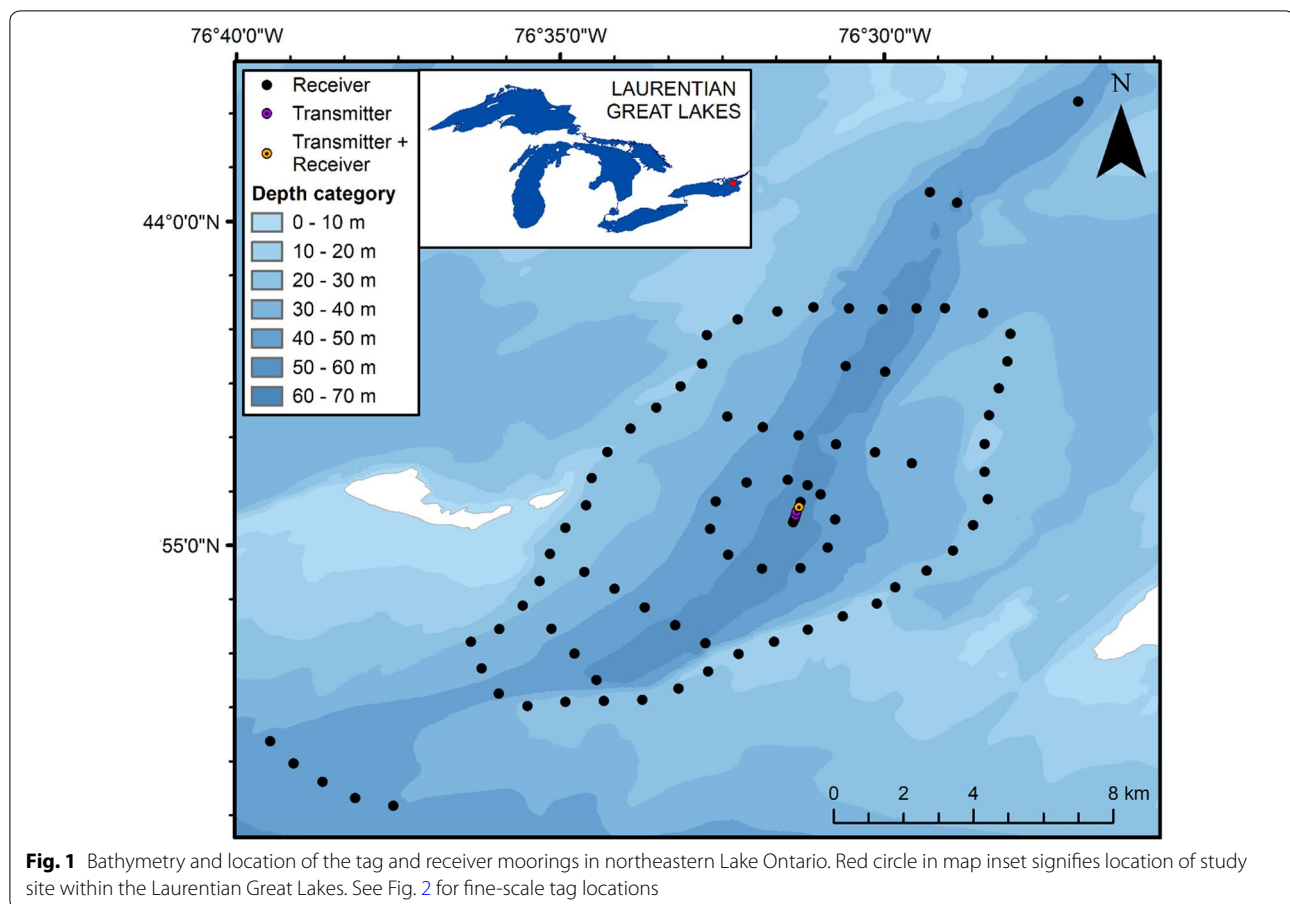 76°40'0"W 76°35'0"W 76°30'0"W
Receiver
Transmitter
Transmitter +
Receiver
Depth category
0 - 10 m
10 - 20 m
20 - 30 m
30 - 40 m
40 - 50 m
50 - 60 m
60 - 70 m
LAURENTIAN
GREAT LAKES
N
44°0'0"N
55'0"N
0 2 4 8 km
Fig. 1 Bathymetry and location of the tag and receiver moorings in northeastern Lake Ontario. Red circle in map inset signifies location of study
site within the Laurentian Great Lakes. See Fig. 2 for fine-scale tag locations